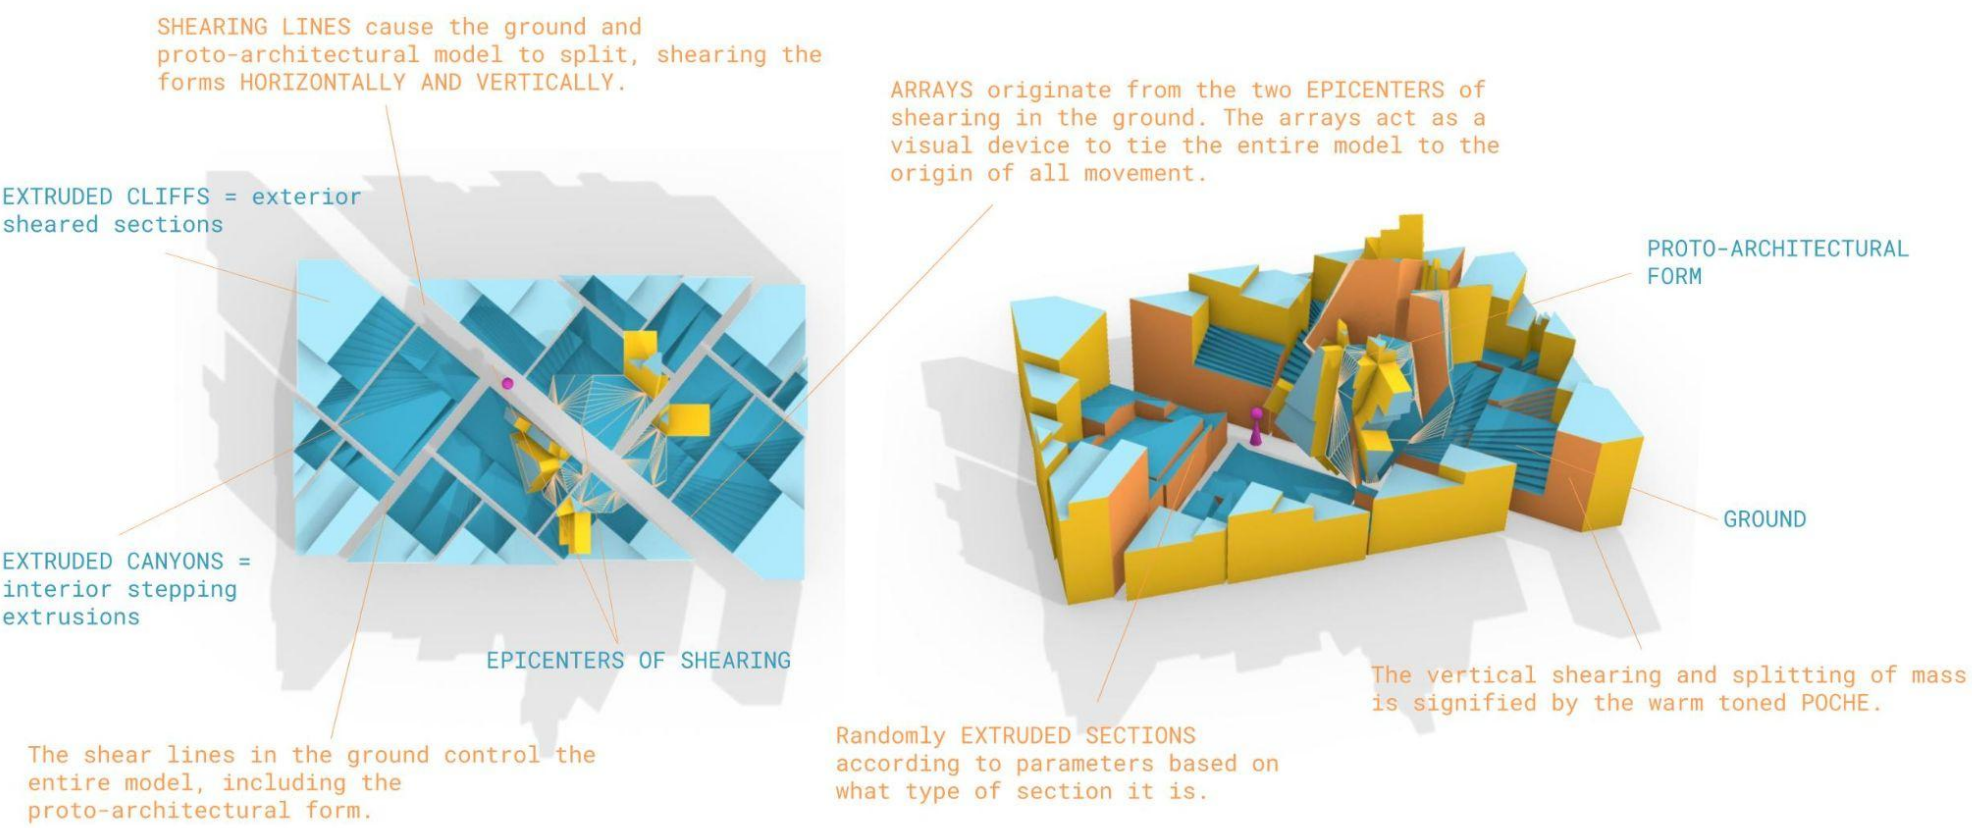 SHEARING LINES cause the ground and
proto-architectural model to split, shearing the
forms HORIZONTALLY AND VERTICALLY.
ARRAYS originate from the two EPICENTERS of
shearing in the ground. The arrays act as a
visual device to tie the entire model to the
origin of all movement.
EXTRUDED CLIFFS = exterior
sheared sections
PROTO-ARCHITECTURAL
FORM
GROUND
EXTRUDED CANYONS =
interior stepping
extrusions
EPICENTERS OF SHEARING
The vertical shearing and splitting of mass
is signified by the warm toned POCHE.
Randomly EXTRUDED SECTIONS
according to parameters based on
what type of section it is.
The shear lines in the ground control the
entire model, including the
proto-architectural form.